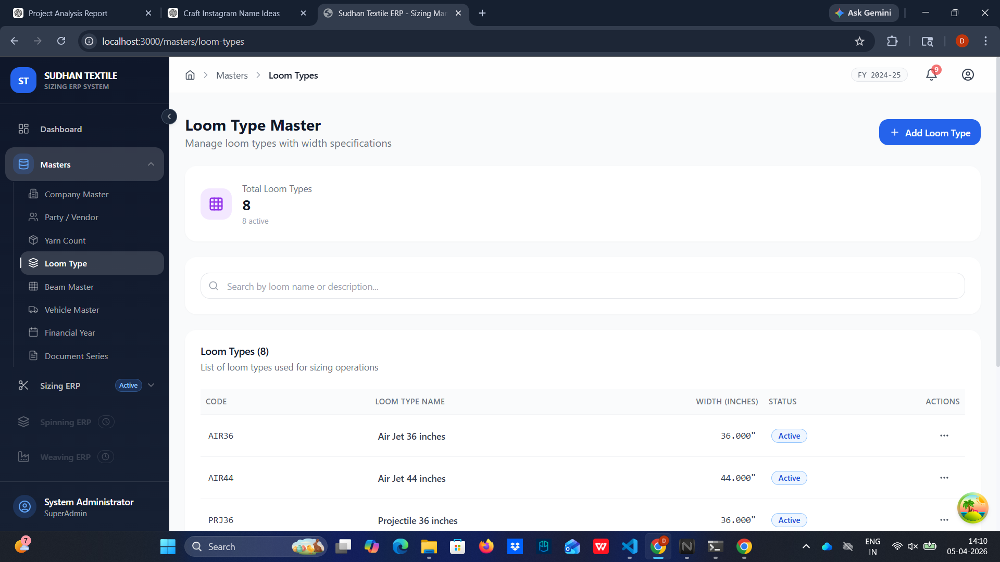 Project Analysis Report
Craft Instagram Name Ideas
Sudhan Textile ERP - Sizing Mar
Ask Gemini
localhost:3000/masters/loom-types
D
ST
SUDHAN TEXTILE
SIZING ERP SYSTEM
Masters
Loom Types
FY 2024-25
9
Dashboard
Masters
Company Master
Party / Vendor
Yarn Count
Loom Type
Beam Master
Vehicle Master
Financial Year
Document Series
Sizing ERP
Active
Spinning ERP
Weaving ERP
System Administrator
SuperAdmin
Loom Type Master
Manage loom types with width specifications
+ Add Loom Type
Total Loom Types
8
8 active
Search by loom name or description...
Loom Types (8)
List of loom types used for sizing operations
CODE LOOM TYPE NAME WIDTH (INCHES) STATUS ACTIONS
AIR36 Air Jet 36 inches 36.000" Active ...
AIR44 Air Jet 44 inches 44.000" Active ...
PRJ36 Projectile 36 inches 36.000" Active ...
7
Search
D
ENG
IN
14:10
05-04-2026